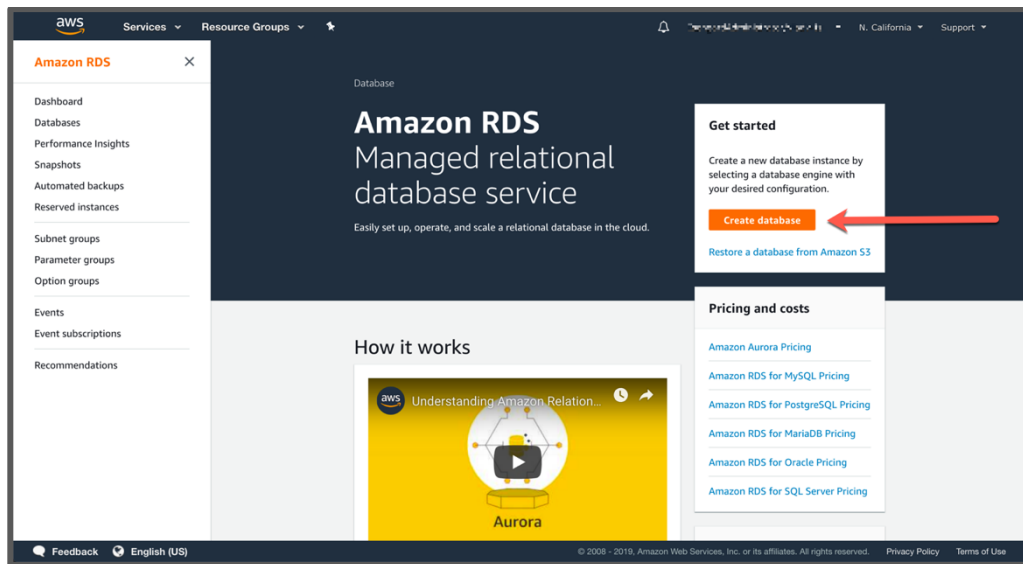 aws
Services
Resource Groups
N. California
Support
Amazon RDS
Dashboard
Databases
Performance Insights
Snapshots
Automated backups
Reserved instances
Subnet groups
Parameter groups
Option groups
Events
Event subscriptions
Recommendations
Database
Amazon RDS
Managed relational
database service
Easily set up, operate, and scale a relational database in the cloud.
Get started
Create a new database instance by
selecting a database engine with
your desired configuration.
Create database
Restore a database from Amazon S3
Pricing and costs
Amazon Aurora Pricing
Amazon RDS for MySQL Pricing
Amazon RDS for PostgreSQL Pricing
Amazon RDS for MariaDB Pricing
Amazon RDS for Oracle Pricing
Amazon RDS for SQL Server Pricing
How it works
aws
Understanding Amazon Relation...
Aurora
Feedback
English (US)
© 2008 - 2019, Amazon Web Services, Inc. or its affiliates. All rights reserved.
Privacy Policy
Terms of Use